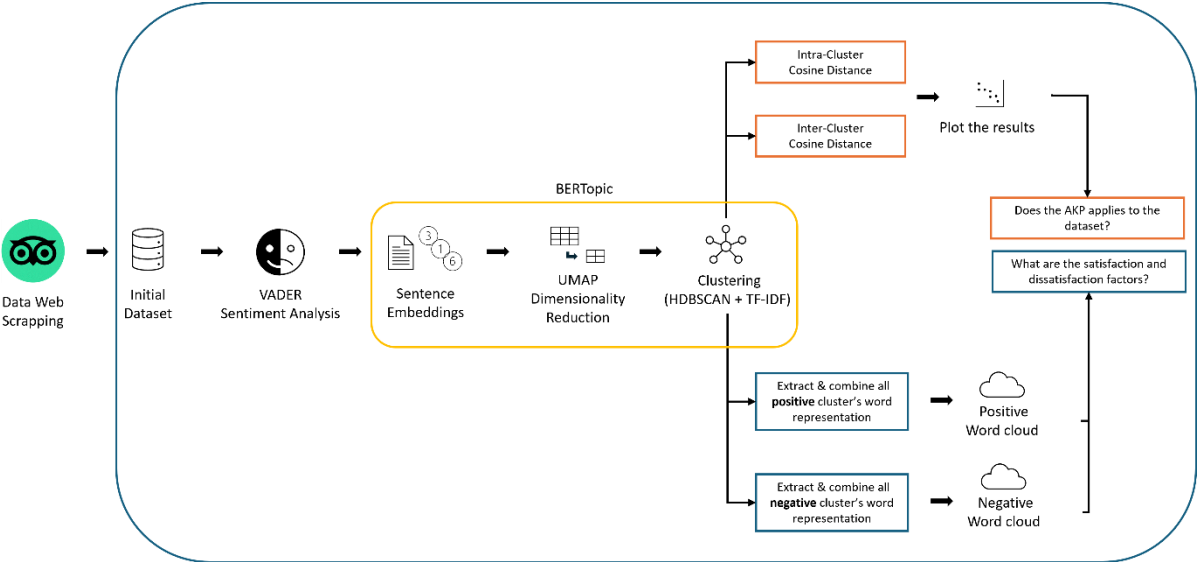 Data Web
Scrapping
Initial
Dataset
VADER
Sentiment Analysis
BERTopic
3
1
6
Sentence
Embeddings
UMAP
Dimensionality
Reduction
Clustering
(HDBSCAN + TF-IDF)
Intra-Cluster
Cosine Distance
Inter-Cluster
Cosine Distance
Plot the results
Does the AKP applies to the
dataset?
What are the satisfaction and
dissatisfaction factors?
Extract & combine all
positive cluster's word
representation
Positive
Word cloud
Extract & combine all
negative cluster's word
representation
Negative
Word cloud